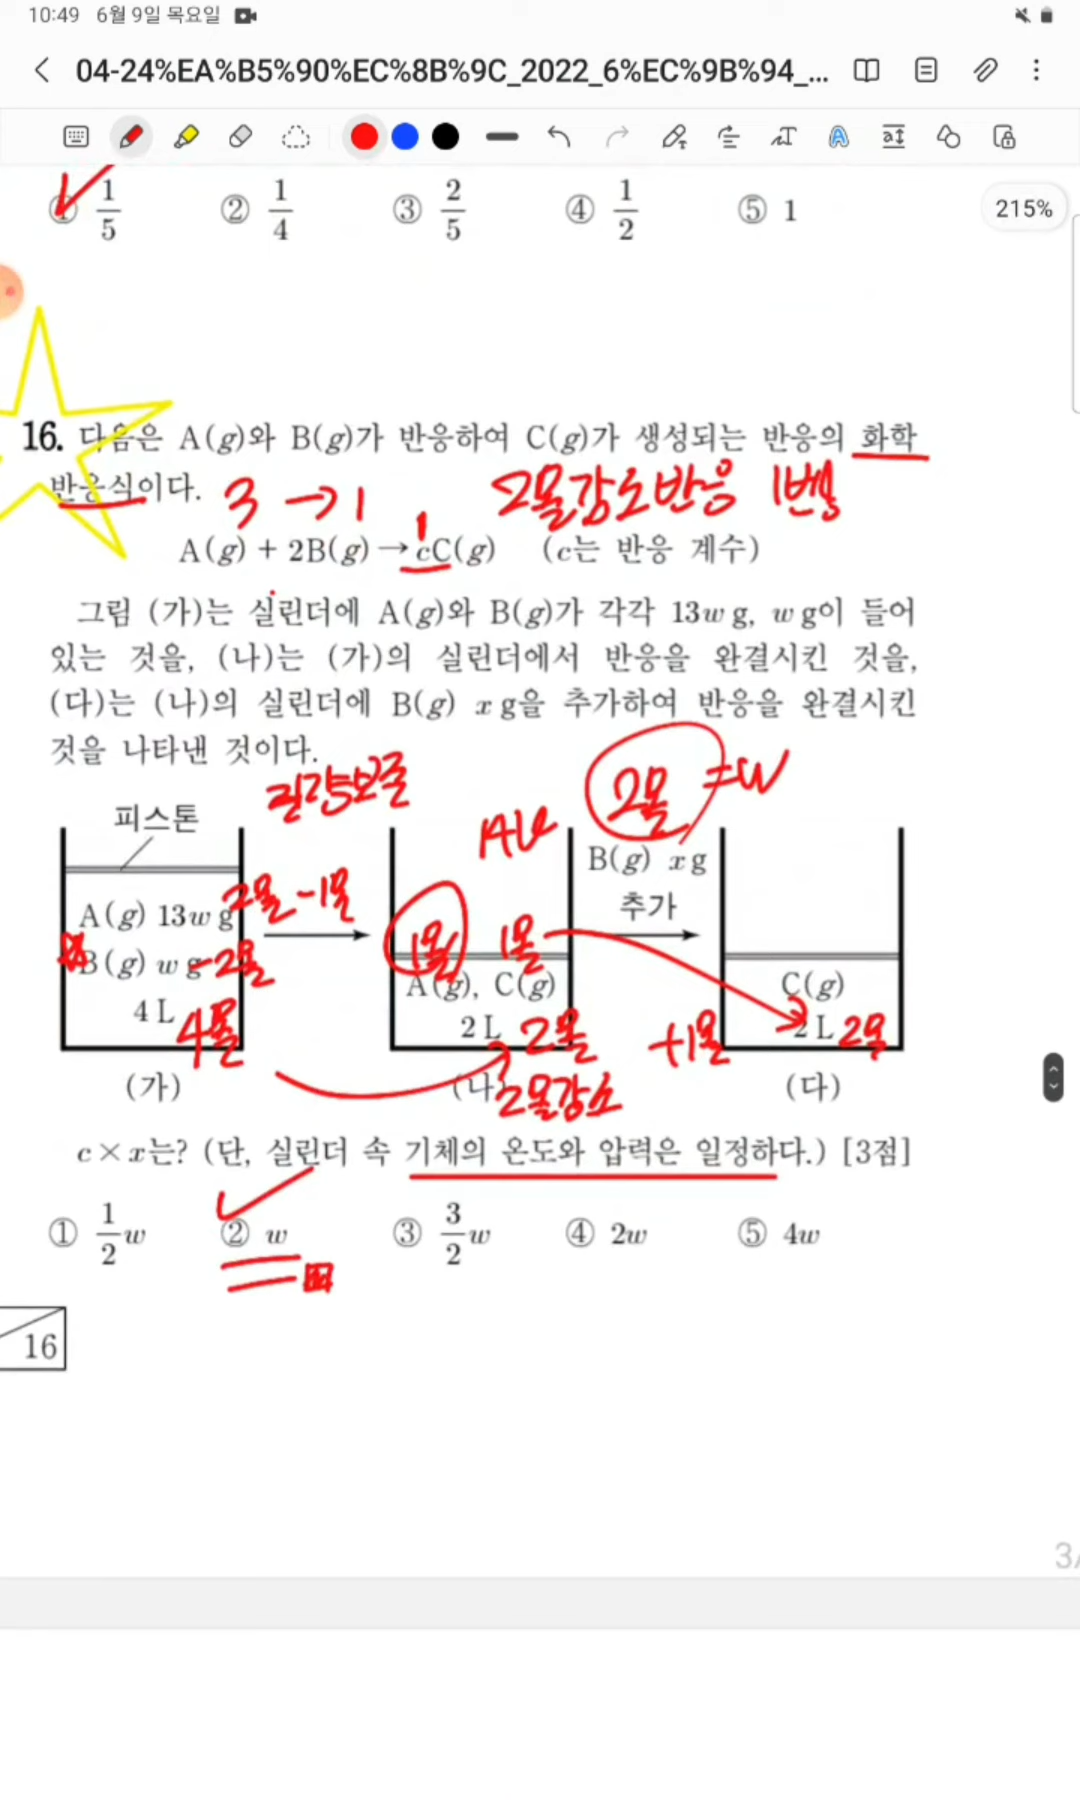 10:49 6월 9일 목요일
04-24%EA%B5%90%EC%8B%9C_2022_6%EC%9B%94_...
215%
① 1/5 ② 1/4 ③ 2/5 ④ 1/2 ⑤ 1
16. 다음은 A(g)와 B(g)가 반응하여 C(g)가 생성되는 반응의 화학
반응식이다.
3 → 1 2몰감소반응 1번
1
A(g) + 2B(g) → cC(g) (c는 반응 계수)
그림 (가)는 실린더에 A(g)와 B(g)가 각각 13w g, w g이 들어
있는 것을, (나)는 (가)의 실린더에서 반응을 완결시킨 것을,
(다)는 (나)의 실린더에 B(g) x g을 추가하여 반응을 완결시킨
것을 나타낸 것이다.
2몰 =w
피스톤
A(g) 13w g
2몰 -1몰
B(g) w g
-2몰
4 L
4몰
(가)
1몰 1몰
A(g), C(g)
2 L
2몰
(나)
2몰감소
B(g) x g
추가
+1몰
C(g)
2 L
2몰
(다)
c×x는? (단, 실린더 속 기체의 온도와 압력은 일정하다.) [3점]
① 1/2 w ② w ③ 3/2 w ④ 2w ⑤ 4w
16